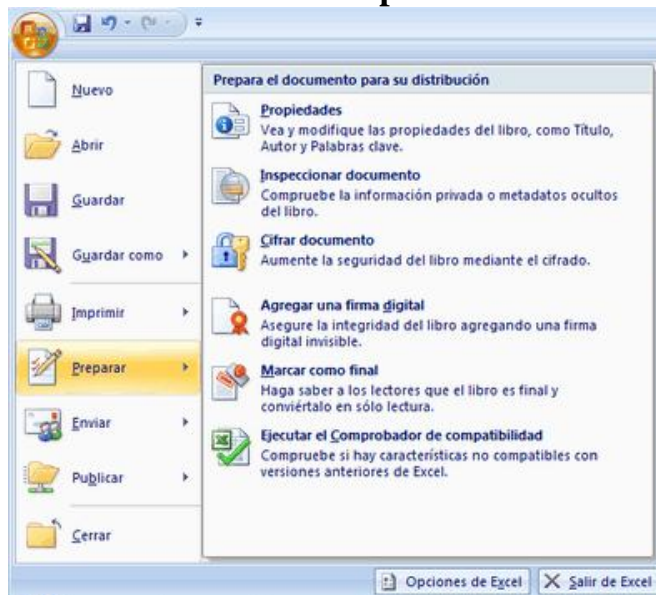 Nuevo
Abrir
Guardar
Guardar como
Imprimir
Preparar
Enviar
Publicar
Cerrar
Prepara el documento para su distribución
Propiedades
Vea y modifique las propiedades del libro, como Título,
Autor y Palabras clave.
Inspeccionar documento
Compruebe la información privada o metadatos ocultos
del libro.
Cifrar documento
Aumente la seguridad del libro mediante el cifrado.
Agregar una firma digital
Asegure la integridad del libro agregando una firma
digital invisible.
Marcar como final
Haga saber a los lectores que el libro es final y
conviértalo en sólo lectura.
Ejecutar el Comprobador de compatibilidad
Compruebe si hay características no compatibles con
versiones anteriores de Excel.
Opciones de Excel
Salir de Excel